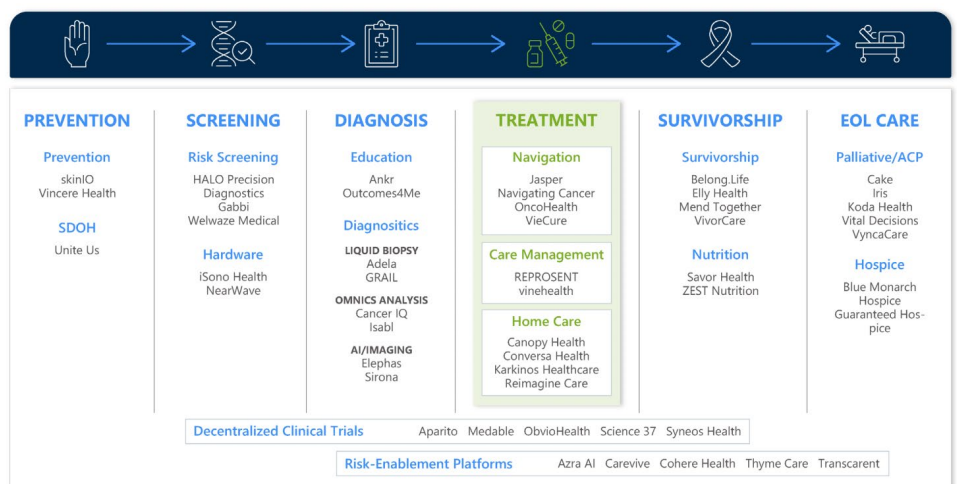 PREVENTION
Prevention
skinIO
Vincere Health
SDOH
Unite Us
SCREENING
Risk Screening
HALO Precision
Diagnostics
Gabbi
Welwaze Medical
Hardware
iSono Health
NearWave
DIAGNOSIS
Education
Ankr
Outcomes4Me
Diagnositics
LIQUID BIOPSY
Adela
GRAIL
OMNICS ANALYSIS
Cancer IQ
Isabl
AI/IMAGING
Elephas
Sirona
TREATMENT
Navigation
Jasper
Navigating Cancer
OncoHealth
VieCure
Care Management
REPROSENT
vinehealth
Home Care
Canopy Health
Conversa Health
Karkinos Healthcare
Reimagine Care
SURVIVORSHIP
Survivorship
Belong.Life
Elly Health
Mend Together
VivorCare
Nutrition
Savor Health
ZEST Nutrition
EOL CARE
Palliative/ACP
Cake
Iris
Koda Health
Vital Decisions
VyncaCare
Hospice
Blue Monarch
Hospice
Guaranteed Hos-
pice
Decentralized Clinical Trials Aparito Medable ObvioHealth Science 37 Syneos Health
Risk-Enablement Platforms Azra AI Carevive Cohere Health Thyme Care Transcarent